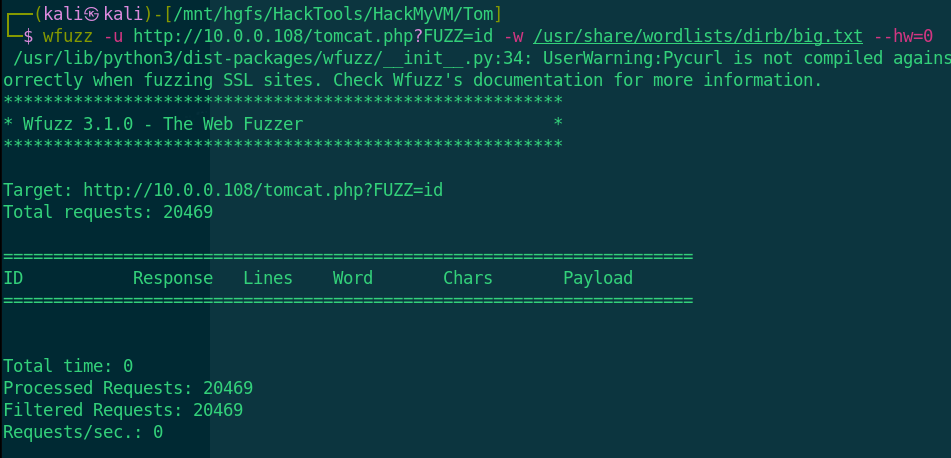 ┌──(kali㉿kali)-[/mnt/hgfs/HackTools/HackMyVM/Tom]
└─$ wfuzz -u http://10.0.0.108/tomcat.php?FUZZ=id -w /usr/share/wordlists/dirb/big.txt --hw=0
/usr/lib/python3/dist-packages/wfuzz/__init__.py:34: UserWarning:Pycurl is not compiled agains
orrectly when fuzzing SSL sites. Check Wfuzz's documentation for more information.
********************************************************
* Wfuzz 3.1.0 - The Web Fuzzer                         *
********************************************************
Target: http://10.0.0.108/tomcat.php?FUZZ=id
Total requests: 20469
=====================================================================
ID           Response   Lines    Word       Chars       Payload
=====================================================================
Total time: 0
Processed Requests: 20469
Filtered Requests: 20469
Requests/sec.: 0